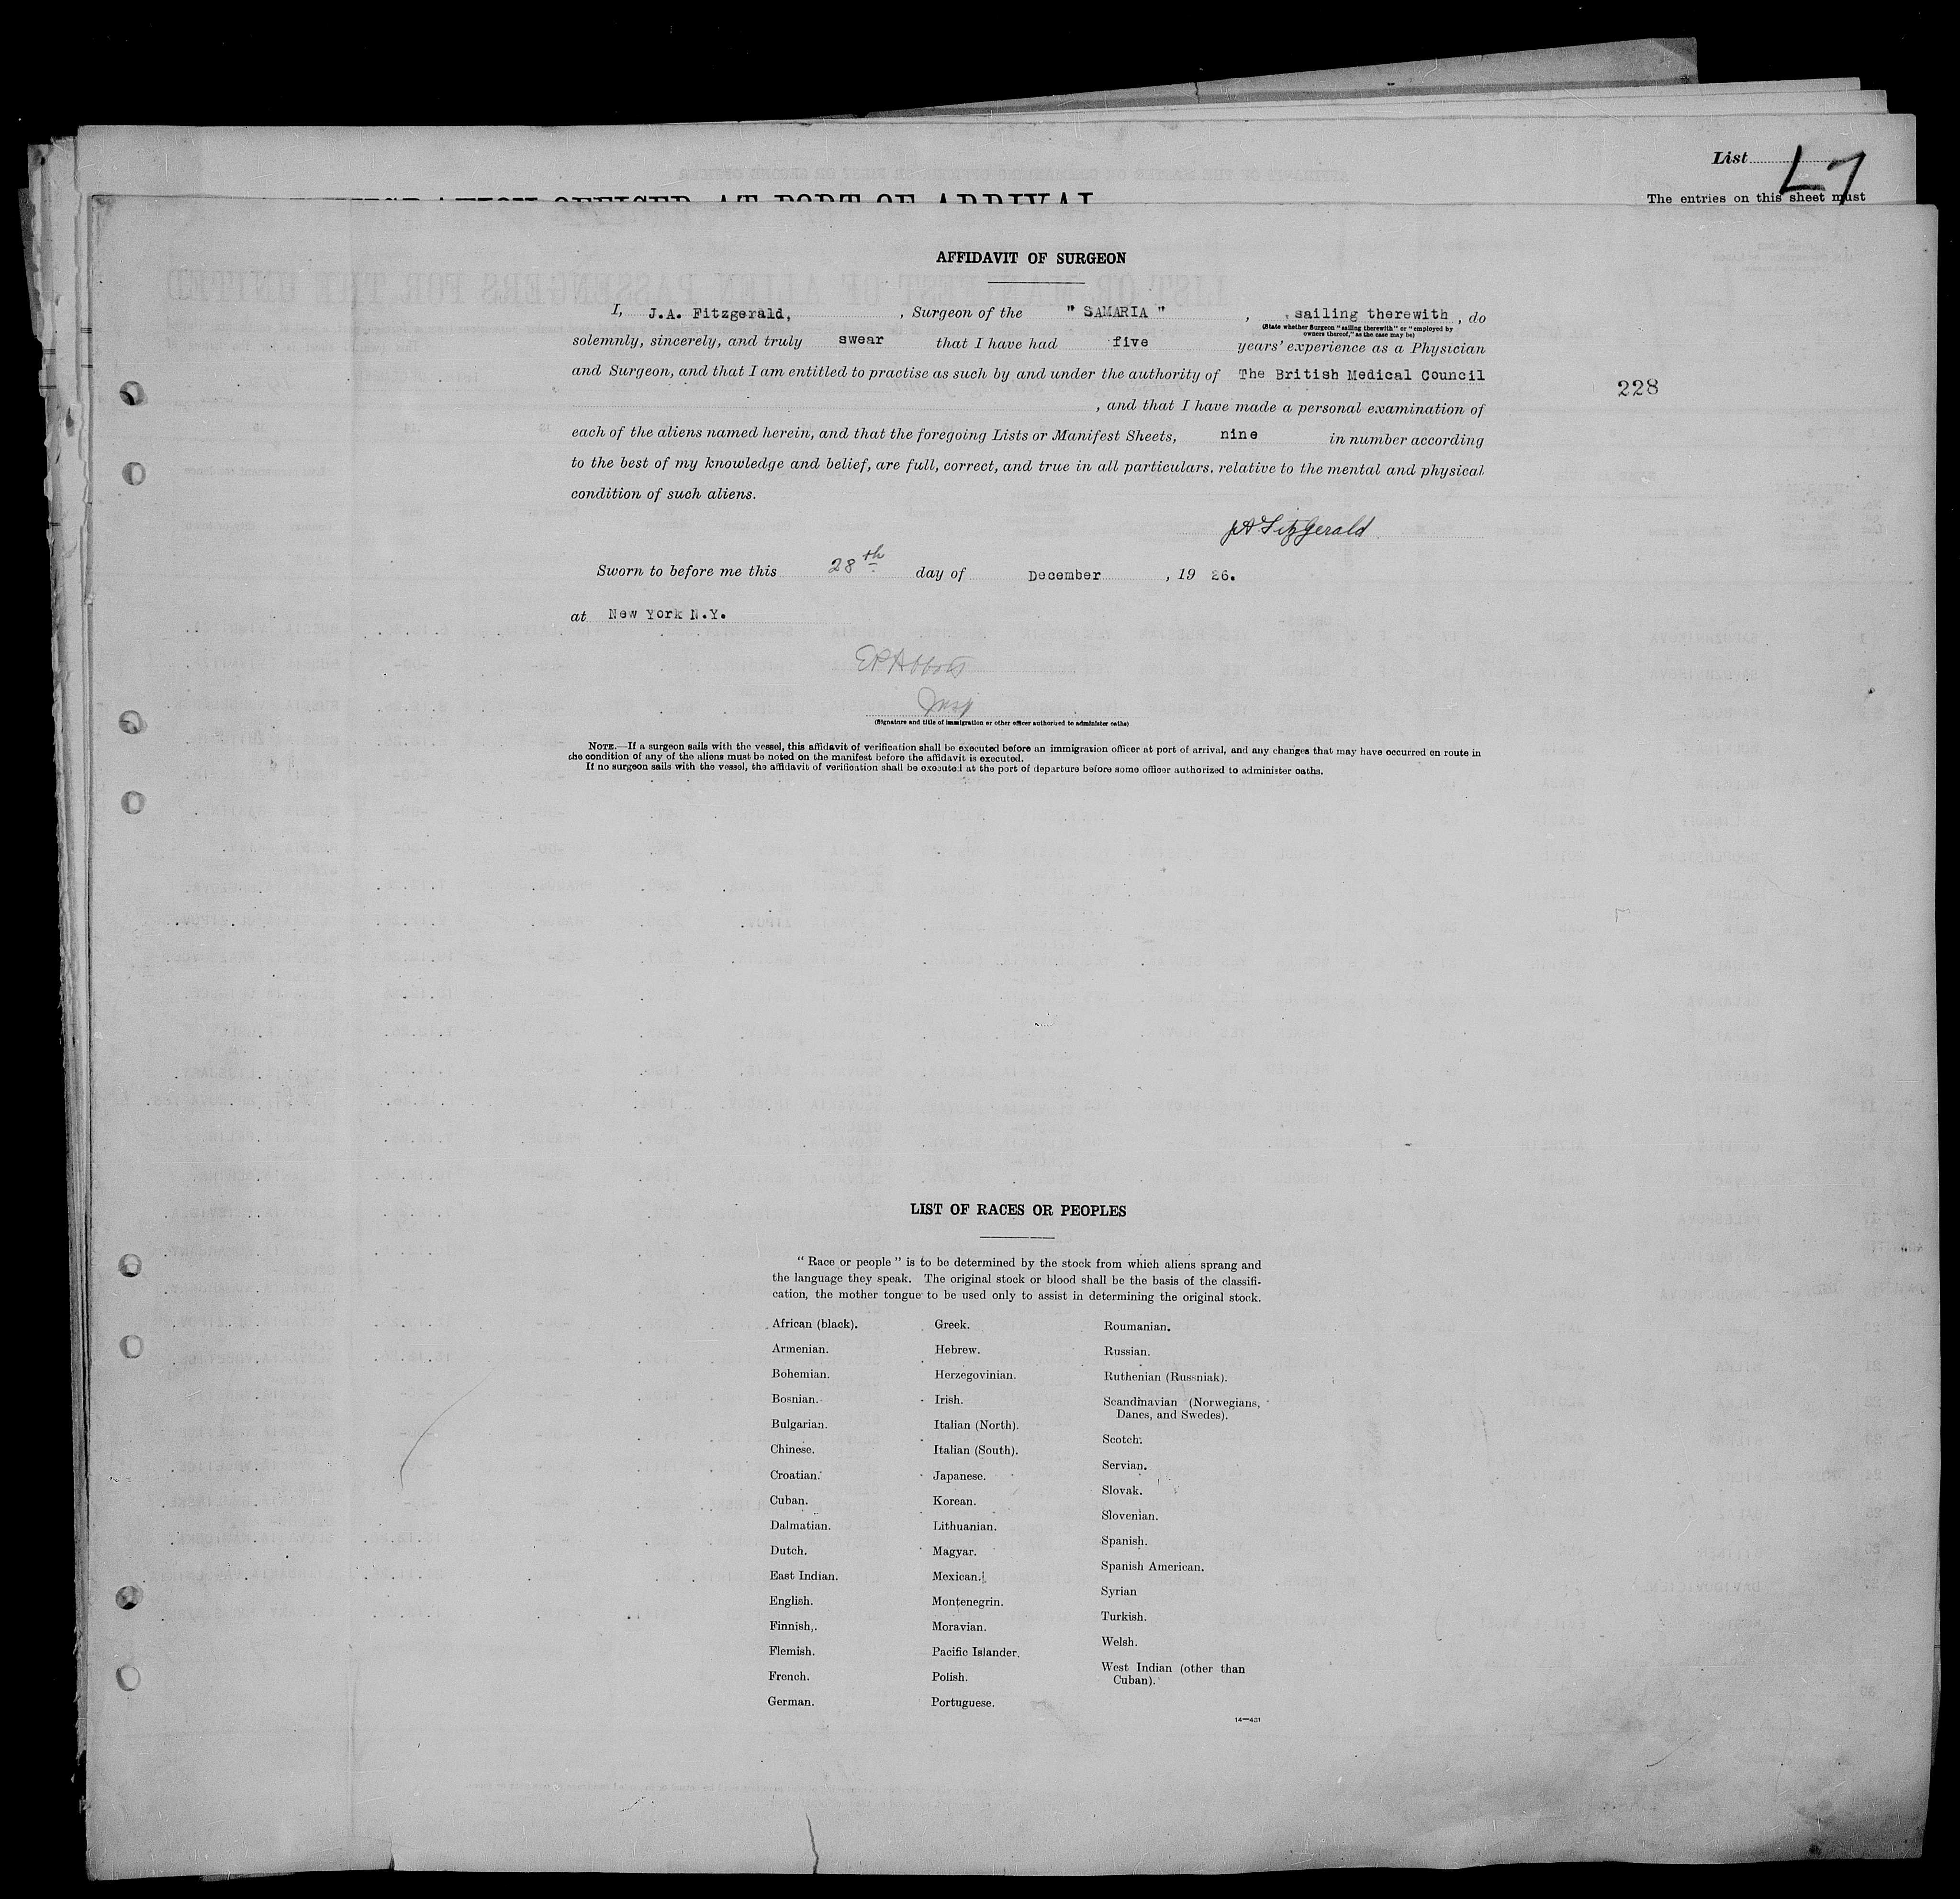 List L7
The entries on this sheet must
AFFIDAVIT OF SURGEON
I, J.A. Fitzgerald, , Surgeon of the " SAMARIA " , sailing therewith , do
(State whether Surgeon "sailing therewith" or "employed by
owners thereof," as the case may be)
solemnly, sincerely, and truly swear that I have had five years' experience as a Physician
and Surgeon, and that I am entitled to practise as such by and under the authority of The British Medical Council
228
, and that I have made a personal examination of
each of the aliens named herein, and that the foregoing Lists or Manifest Sheets, nine in number according
to the best of my knowledge and belief, are full, correct, and true in all particulars, relative to the mental and physical
condition of such aliens.
JA Fitzgerald
Sworn to before me this 28th day of December , 19 26.
at New York N.Y.
Insp
(Signature and title of immigration or other officer authorized to administer oaths)
NOTE.—If a surgeon sails with the vessel, this affidavit of verification shall be executed before an immigration officer at port of arrival, and any changes that may have occurred en route in
the condition of any of the aliens must be noted on the manifest before the affidavit is executed.
If no surgeon sails with the vessel, the affidavit of verification shall be executed at the port of departure before some officer authorized to administer oaths.
LIST OF RACES OR PEOPLES
" Race or people " is to be determined by the stock from which aliens sprang and
the language they speak. The original stock or blood shall be the basis of the classifi-
cation, the mother tongue to be used only to assist in determining the original stock.
African (black).
Armenian.
Bohemian.
Bosnian.
Bulgarian.
Chinese.
Croatian.
Cuban.
Dalmatian.
Dutch.
East Indian.
English.
Finnish.
Flemish.
French.
German.
Greek.
Hebrew.
Herzegovinian.
Irish.
Italian (North).
Italian (South).
Japanese.
Korean.
Lithuanian.
Magyar.
Mexican.
Montenegrin.
Moravian.
Pacific Islander.
Polish.
Portuguese.
Roumanian.
Russian.
Ruthenian (Russniak).
Scandinavian (Norwegians,
Danes, and Swedes).
Scotch.
Servian.
Slovak.
Slovenian.
Spanish.
Spanish American.
Syrian
Turkish.
Welsh.
West Indian (other than
Cuban).
14—431